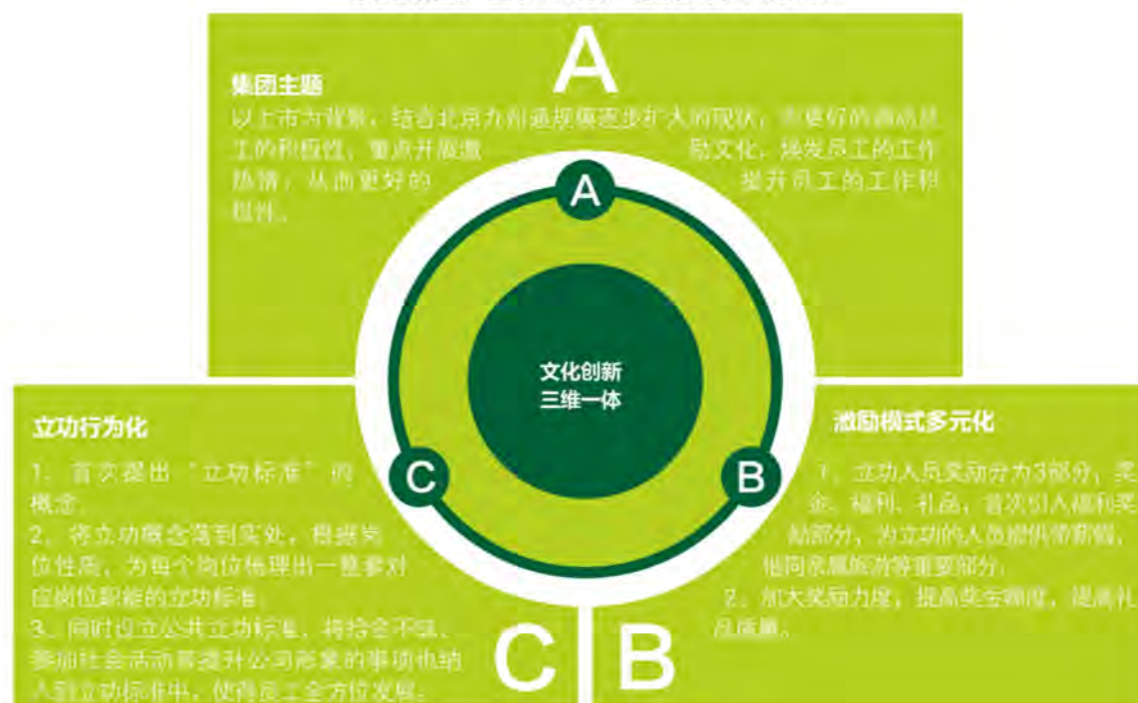 A
集团主题
以上市为背景，结合北京九州通规模逐步扩大的现状，为更好的调动员
工的积极性，重点开展激励文化，焕发员工的工作
热情，从而更好的提升员工的工作积
极性。
A
文化创新
三维一体
C
B
立功行为化
1、首次提出“立功标准”的
概念
2、将立功概念落到实处，根据岗
位性质，为每个岗位梳理出一整套对
应岗位职能的立功标准
3、同时设立公共立功标准，将拾金不昧、
参加社会活动等提升公司形象的事项也纳
入到立功标准中，使得员工全方位发展。
C
激励模式多元化
1、立功人员奖励分为3部分，奖
金、福利、礼品，首次引入福利奖
励部分，为立功的人员提供带薪假，
偕同亲属旅游等重要部分。
2、加大奖励力度，提高奖金额度，提高礼
品质量。
B